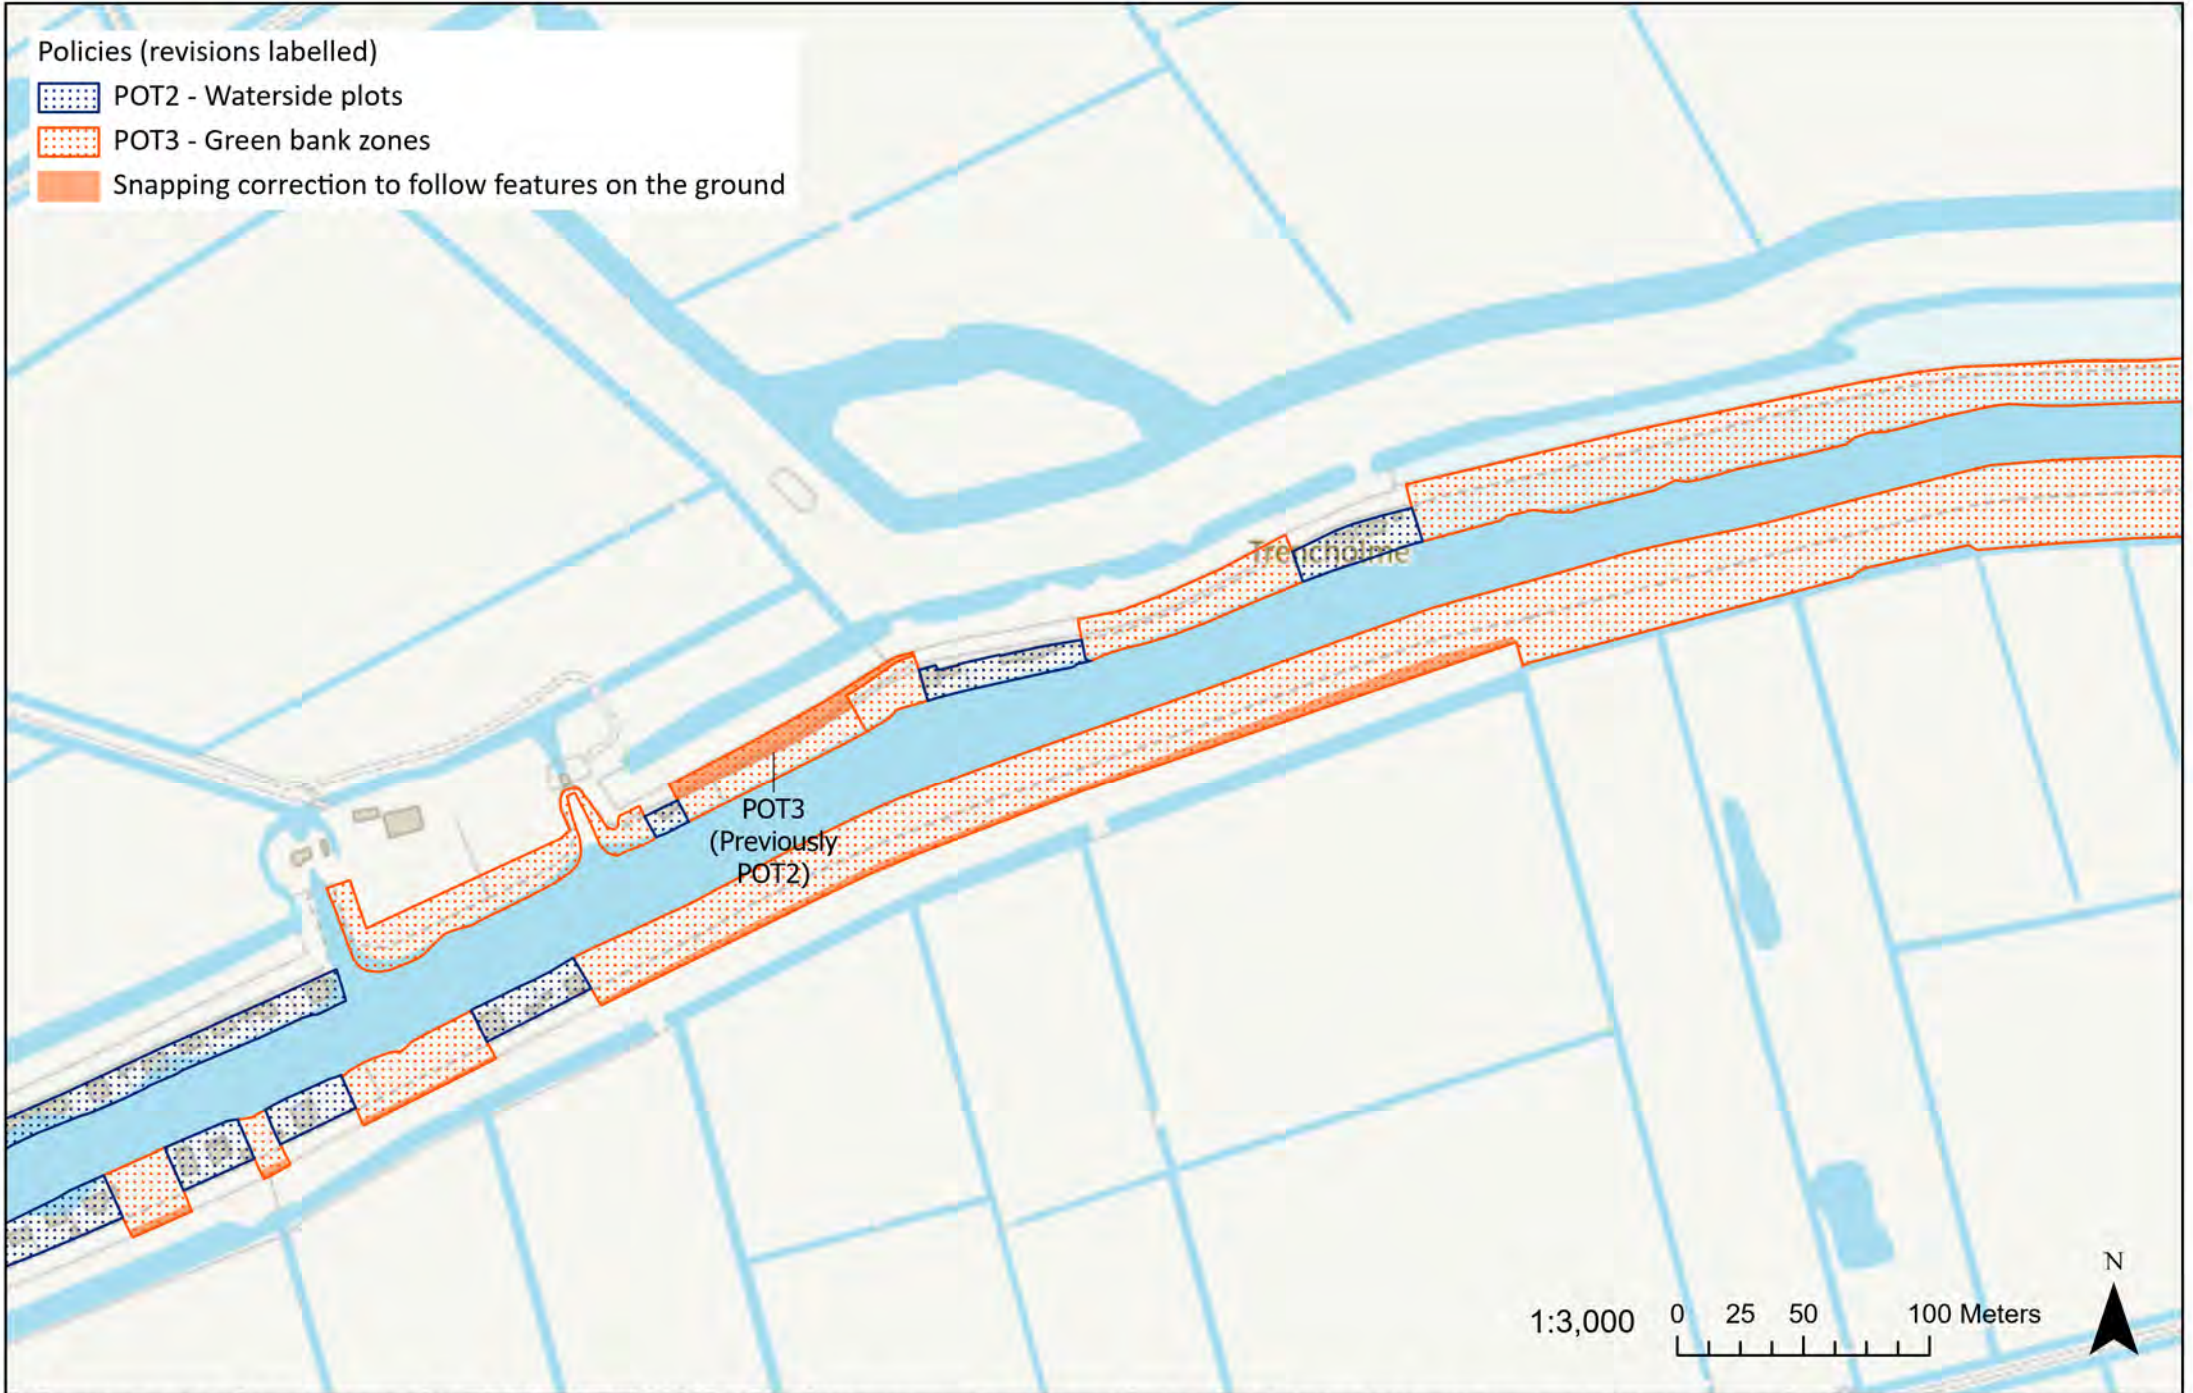 Policies (revisions labelled)
POT2 - Waterside plots
POT3 - Green bank zones
Snapping correction to follow features on the ground
Trencholme
POT3
(Previously
POT2)
N
1:3,000 0 25 50 100 Meters